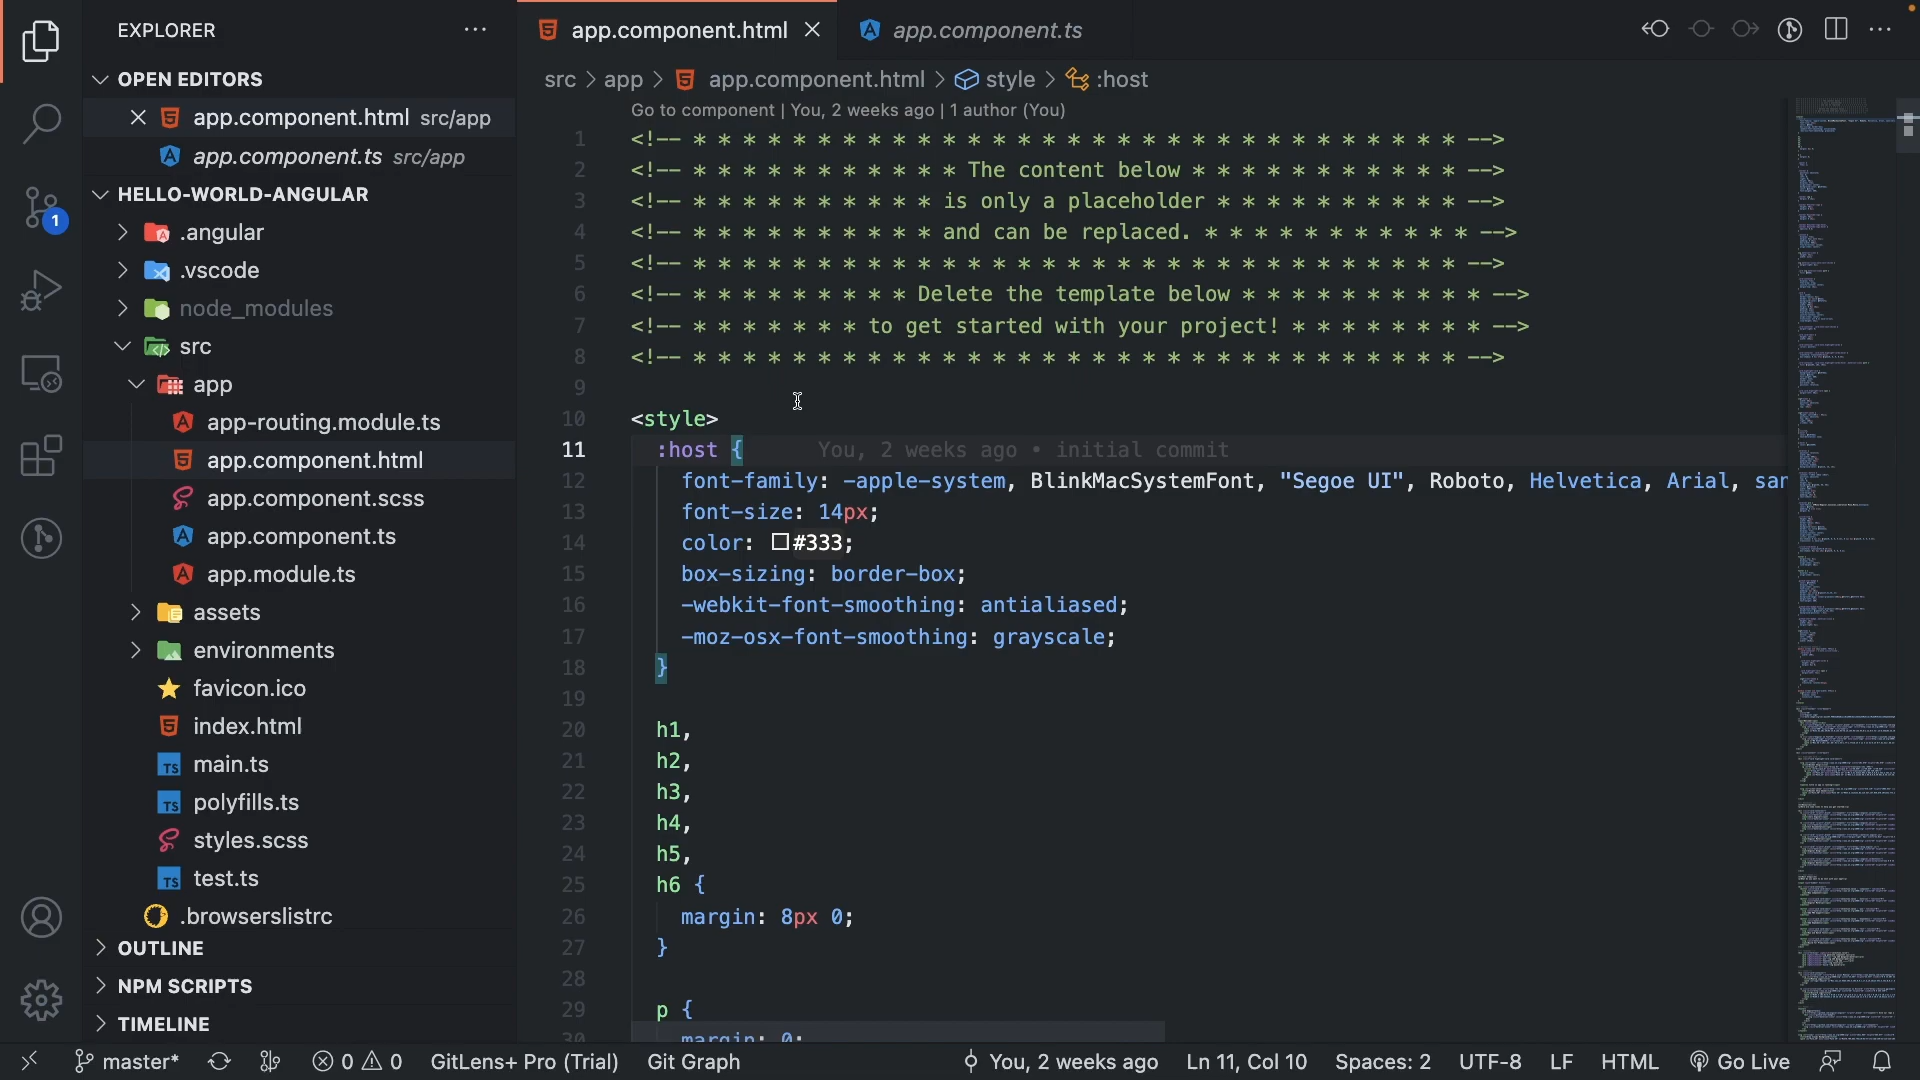 EXPLORER
OPEN EDITORS
app.component.html src/app
app.component.ts src/app
HELLO-WORLD-ANGULAR
.angular
.vscode
node_modules
src
app
app-routing.module.ts
app.component.html
app.component.scss
app.component.ts
app.module.ts
assets
environments
favicon.ico
index.html
main.ts
polyfills.ts
styles.scss
test.ts
.browserslistrc
OUTLINE
NPM SCRIPTS
TIMELINE
1
app.component.html
app.component.ts
src > app > app.component.html > style > :host
Go to component | You, 2 weeks ago | 1 author (You)
1 <!-- * * * * * * * * * * * * * * * * * * * * * * * * * * * * * * * -->
2 <!-- * * * * * * * * * * * The content below * * * * * * * * * * * -->
3 <!-- * * * * * * * * * * is only a placeholder * * * * * * * * * * -->
4 <!-- * * * * * * * * * * and can be replaced. * * * * * * * * * * * -->
5 <!-- * * * * * * * * * * * * * * * * * * * * * * * * * * * * * * * -->
6 <!-- * * * * * * * * * Delete the template below * * * * * * * * * * -->
7 <!-- * * * * * * * to get started with your project! * * * * * * * * -->
8 <!-- * * * * * * * * * * * * * * * * * * * * * * * * * * * * * * * -->
9
10 <style>
11 :host { You, 2 weeks ago • initial commit
12 font-family: -apple-system, BlinkMacSystemFont, "Segoe UI", Roboto, Helvetica, Arial, san
13 font-size: 14px;
14 color: #333;
15 box-sizing: border-box;
16 -webkit-font-smoothing: antialiased;
17 -moz-osx-font-smoothing: grayscale;
18 }
19
20 h1,
21 h2,
22 h3,
23 h4,
24 h5,
25 h6 {
26 margin: 8px 0;
27 }
28
29 p {
30 margin: 0;
master* 0 0 GitLens+ Pro (Trial) Git Graph You, 2 weeks ago Ln 11, Col 10 Spaces: 2 UTF-8 LF HTML Go Live